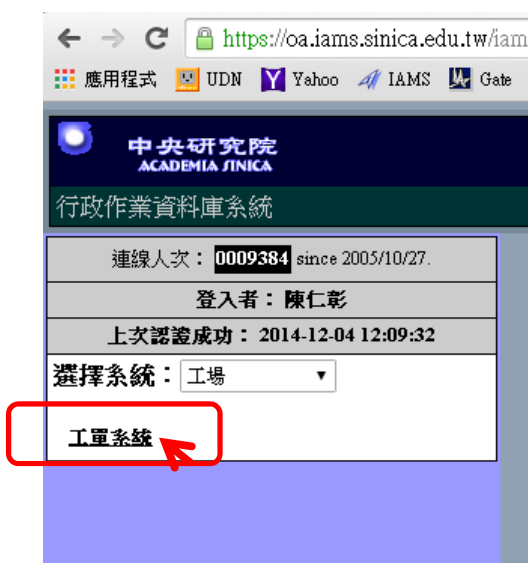 https://oa.iams.sinica.edu.tw/iam
應用程式 UDN Yahoo IAMS Gate
中央研究院
ACADEMIA SINICA
行政作業資料庫系統
連線人次： 0009384 since 2005/10/27.
登入者：陳仁彰
上次認證成功： 2014-12-04 12:09:32
選擇系統： 工場
工單系統